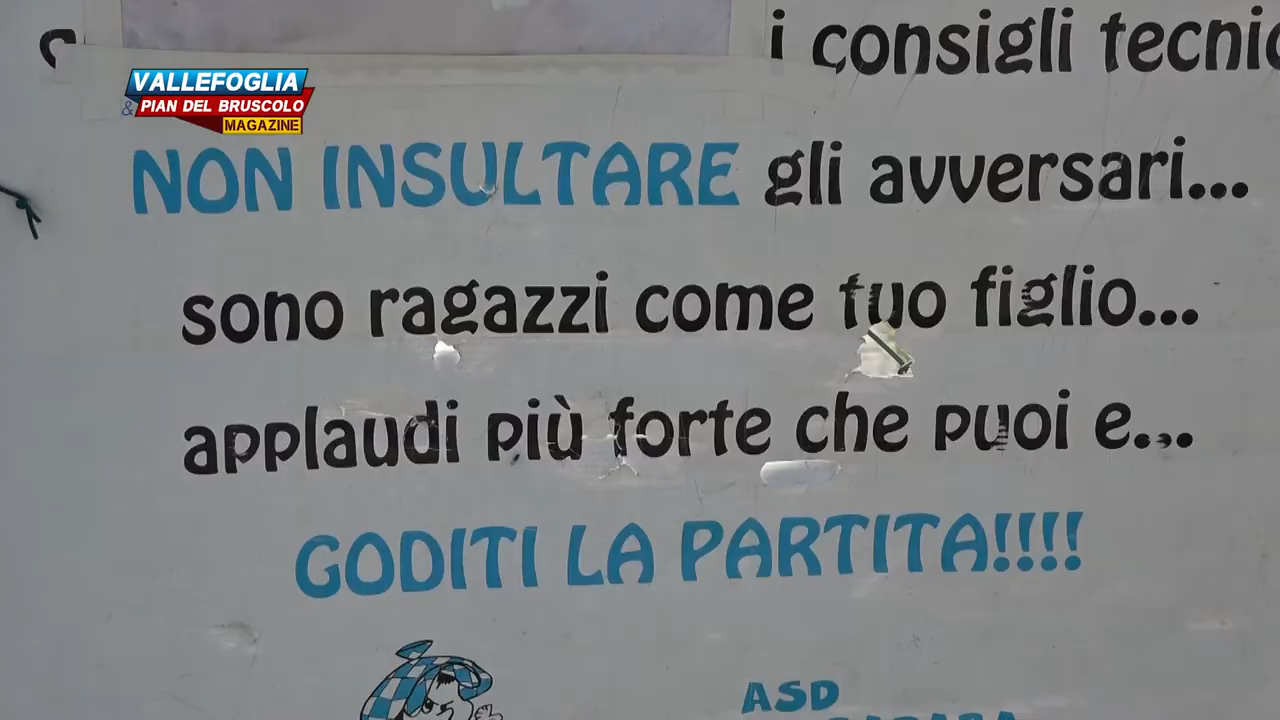 i consigli tecnic
VALLEFOGLIA
& PIAN DEL BRUSCOLO
MAGAZINE
NON INSULTARE gli avversari...
sono ragazzi come tuo figlio...
applaudi più forte che puoi e...
GODITI LA PARTITA!!!!
ASD